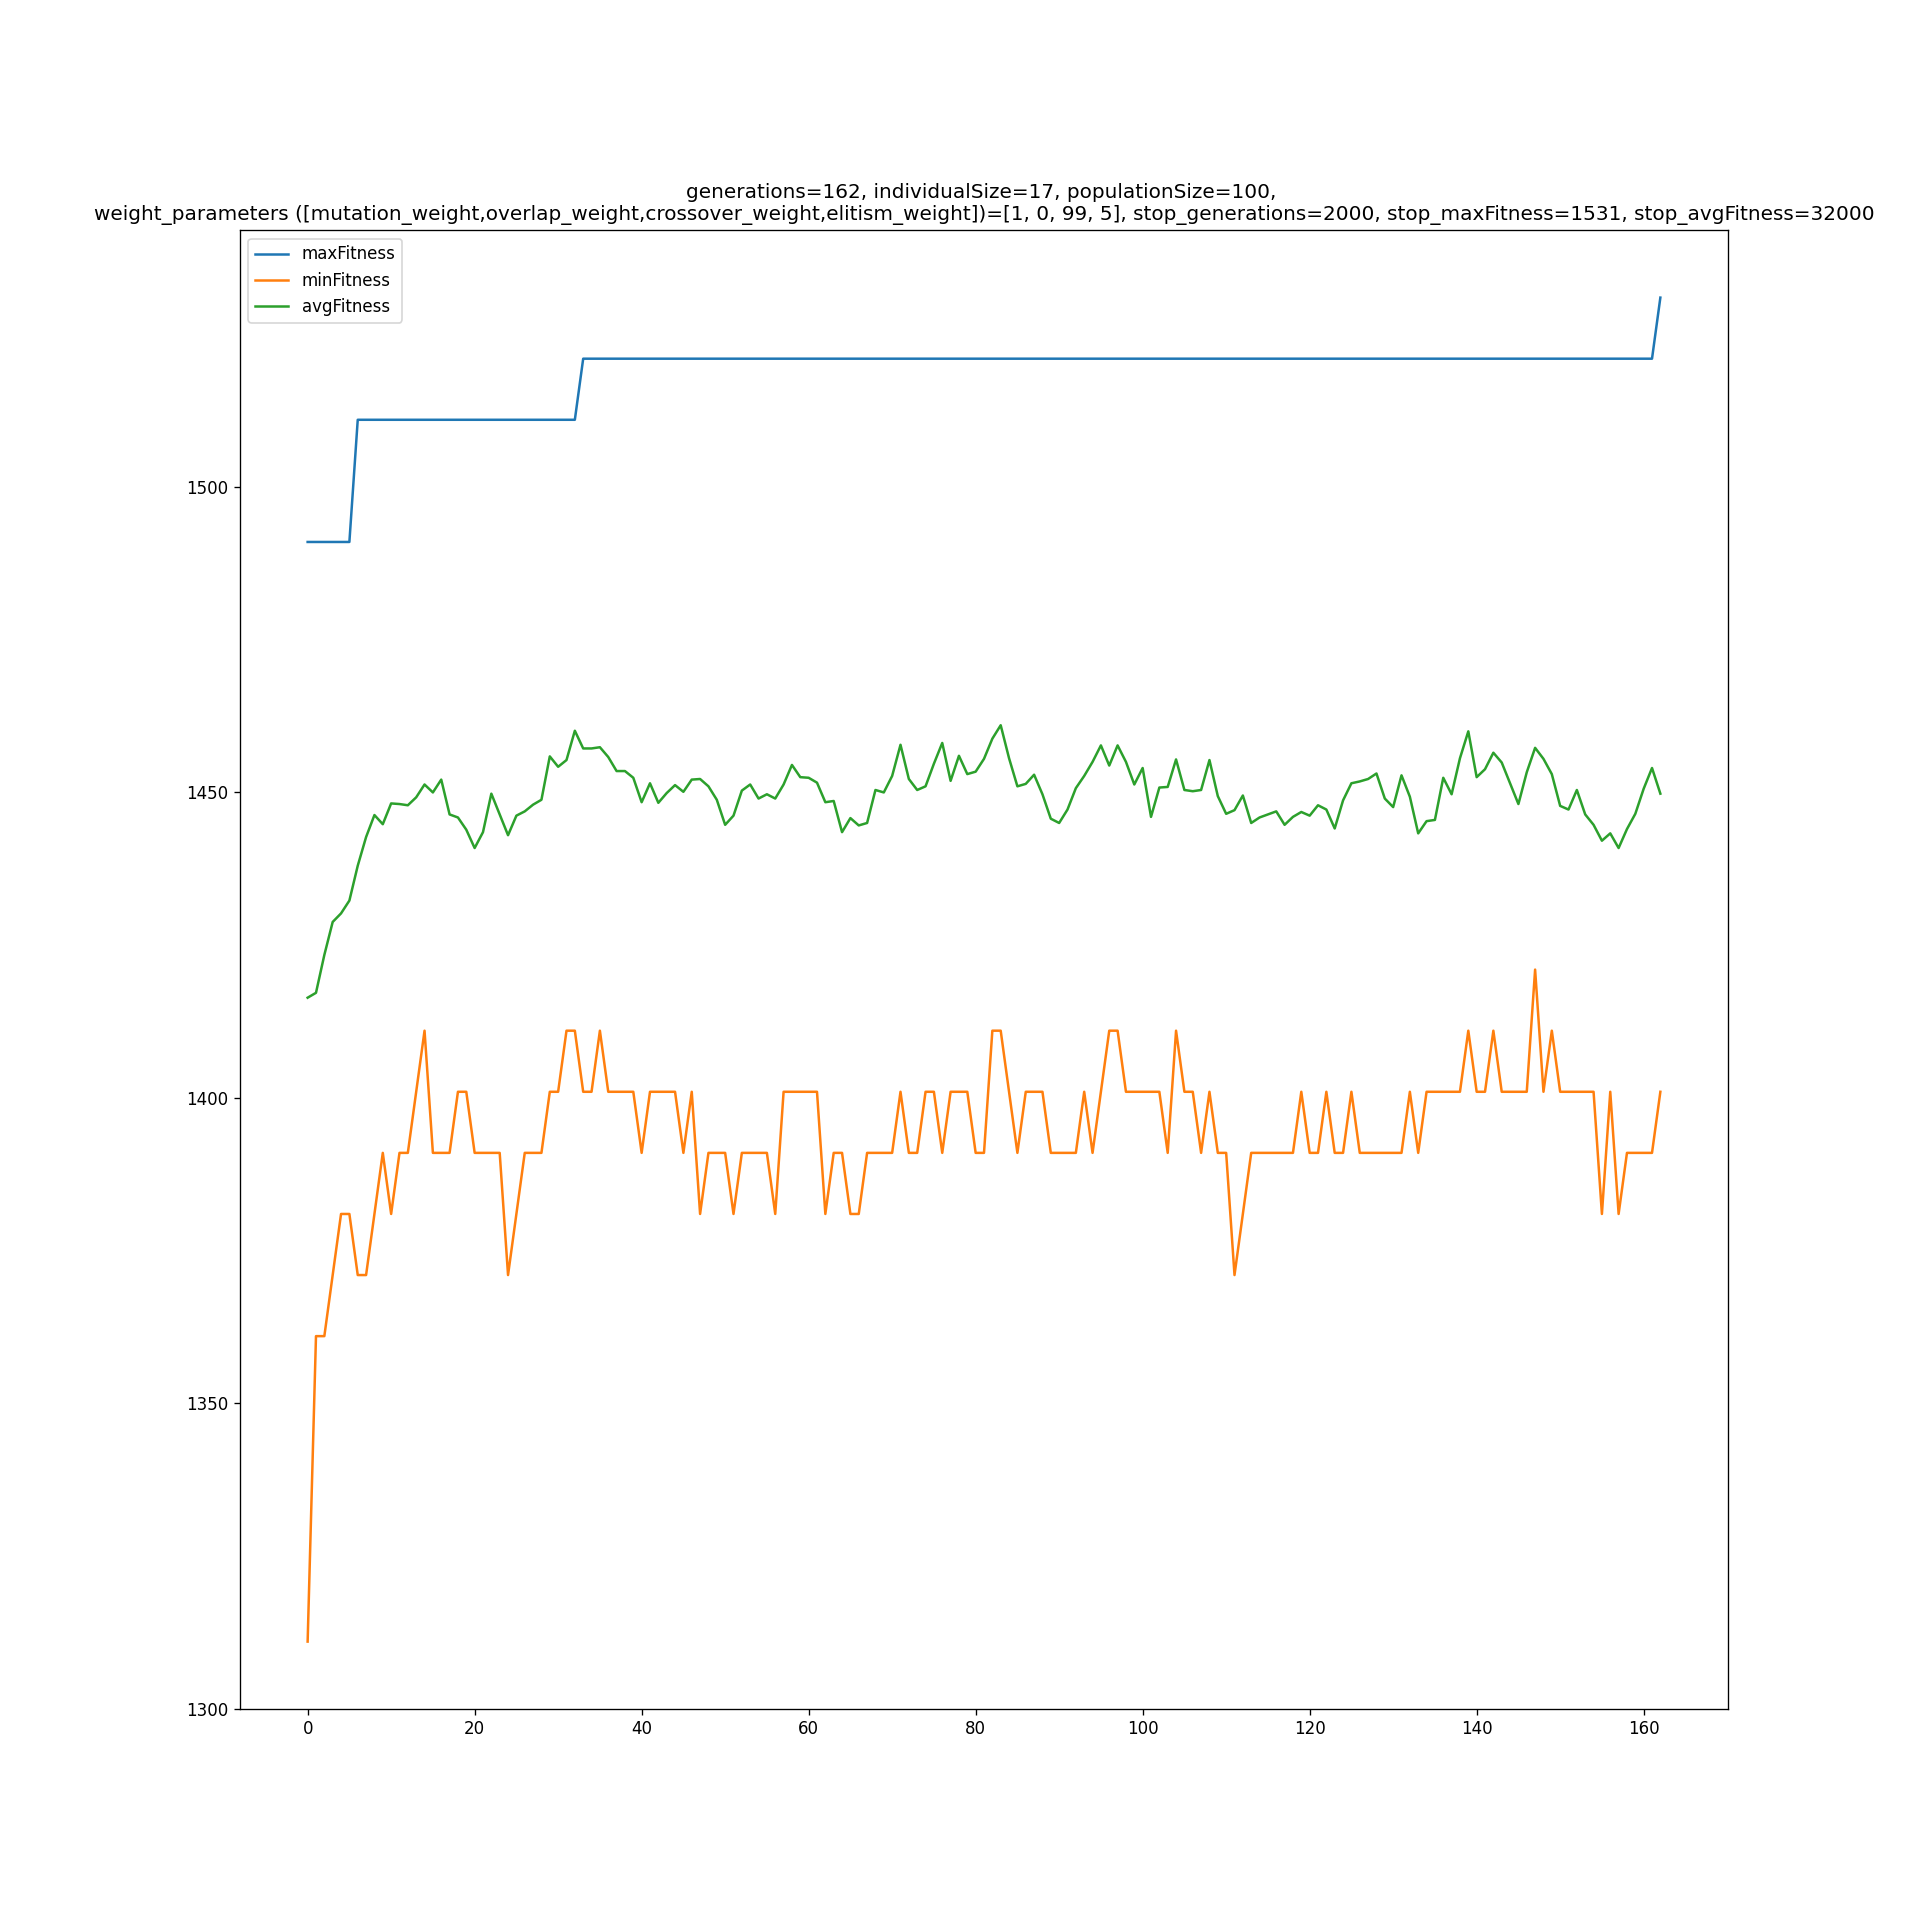 generations=162, individualSize=17, populationSize=100,
weight_parameters ([mutation_weight,overlap_weight,crossover_weight,elitism_weight])=[1, 0, 99, 5], stop_generations=2000, stop_maxFitness=1531, stop_avgFitness=32000
maxFitness
minFitness
avgFitness
1500
1450
1400
1350
1300
0 20 40 60 80 100 120 140 160